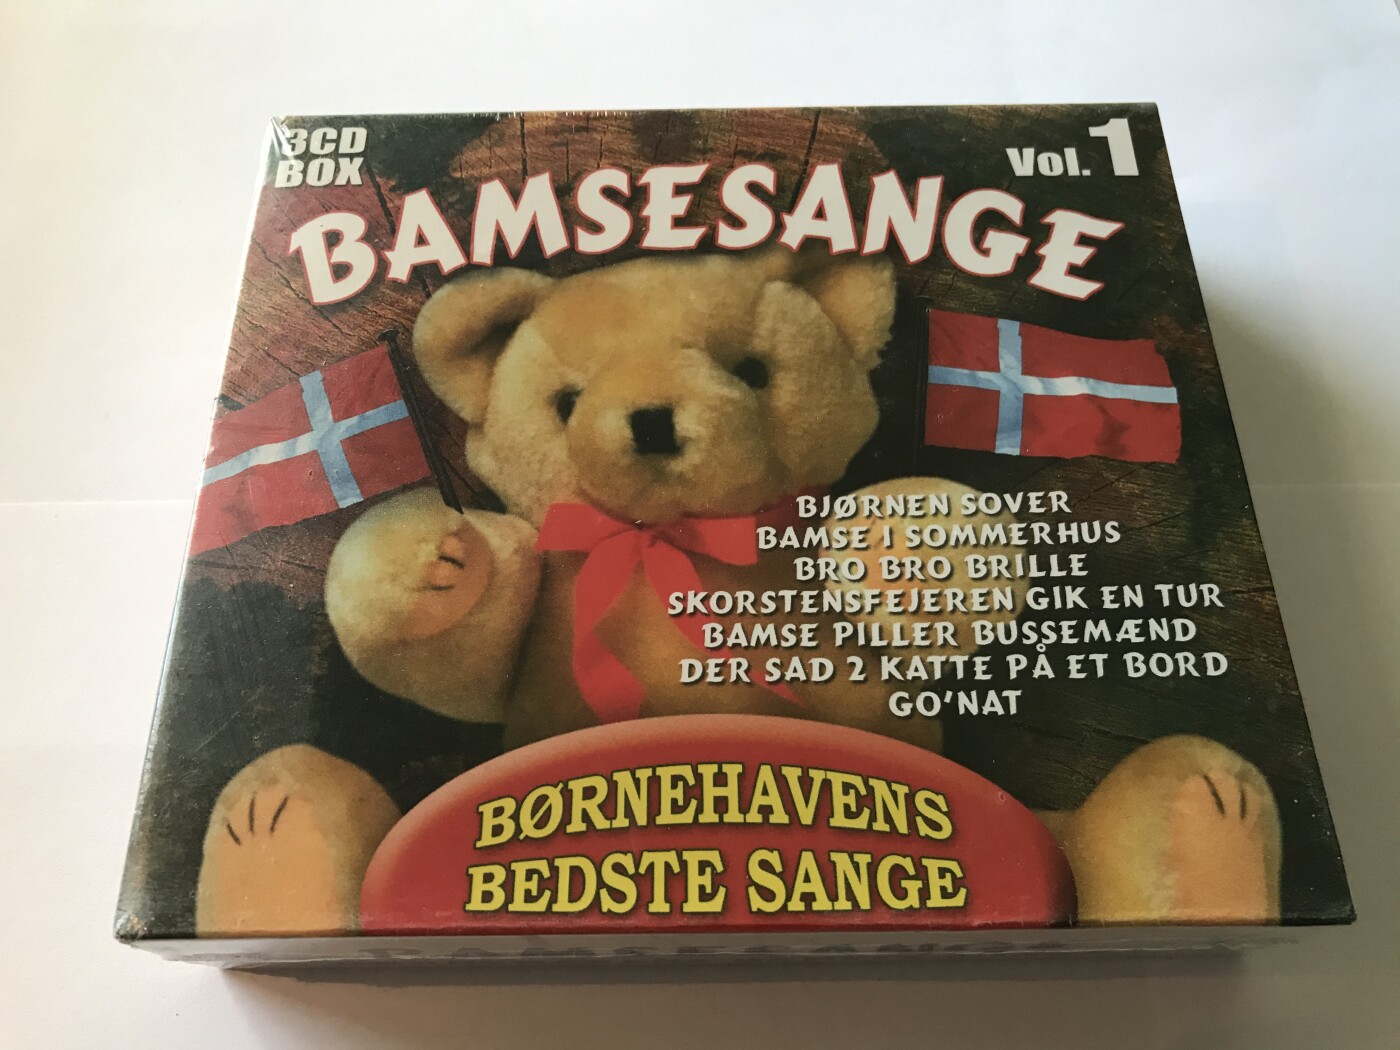 3CD
BOX
Vol. 1
BAMSESANGE
BJØRNEN SOVER
BAMSE I SOMMERHUS
BRO BRO BRILLE
SKORSTENSFEJEREN GIK EN TUR
BAMSE PILLER BUSSEMÆND
DER SAD 2 KATTE PÅ ET BORD
GO'NAT
BØRNEHAVENS
BEDSTE SANGE
BAMSESANGE